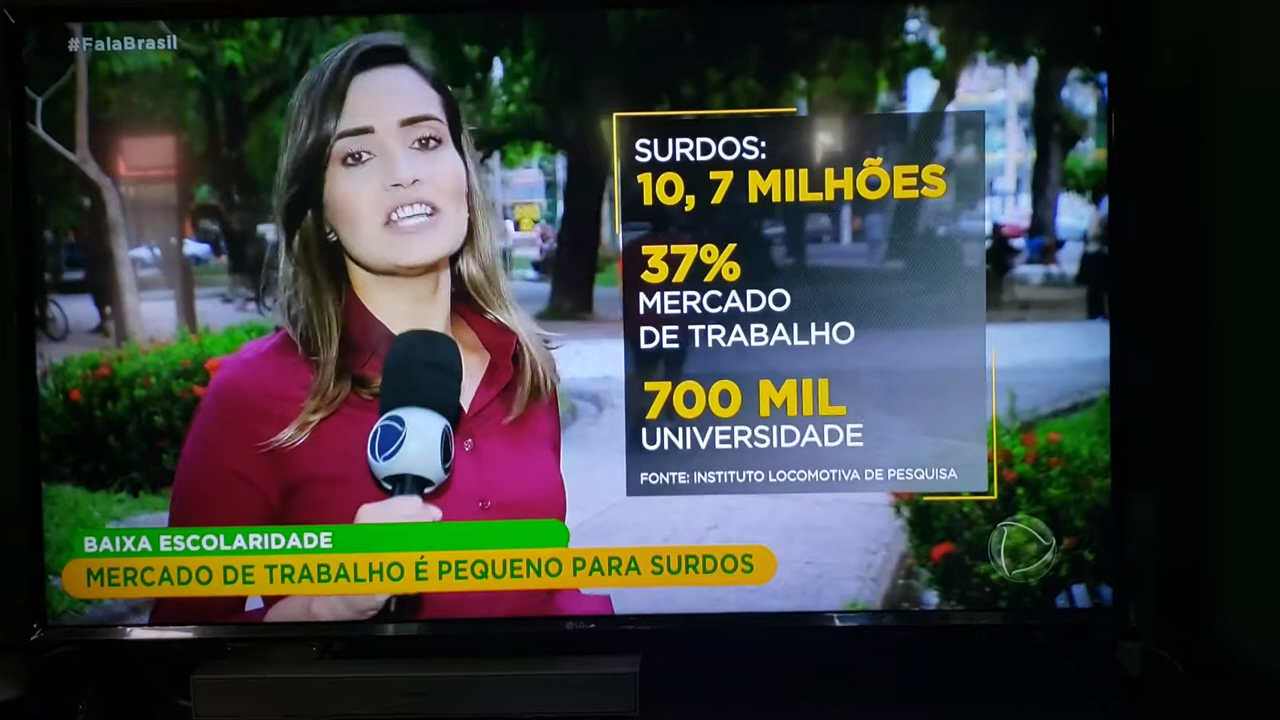 #FalaBrasil
SURDOS:
10, 7 MILHÕES
37%
MERCADO
DE TRABALHO
700 MIL
UNIVERSIDADE
FONTE: INSTITUTO LOCOMOTIVA DE PESQUISA
BAIXA ESCOLARIDADE
MERCADO DE TRABALHO É PEQUENO PARA SURDOS
LG